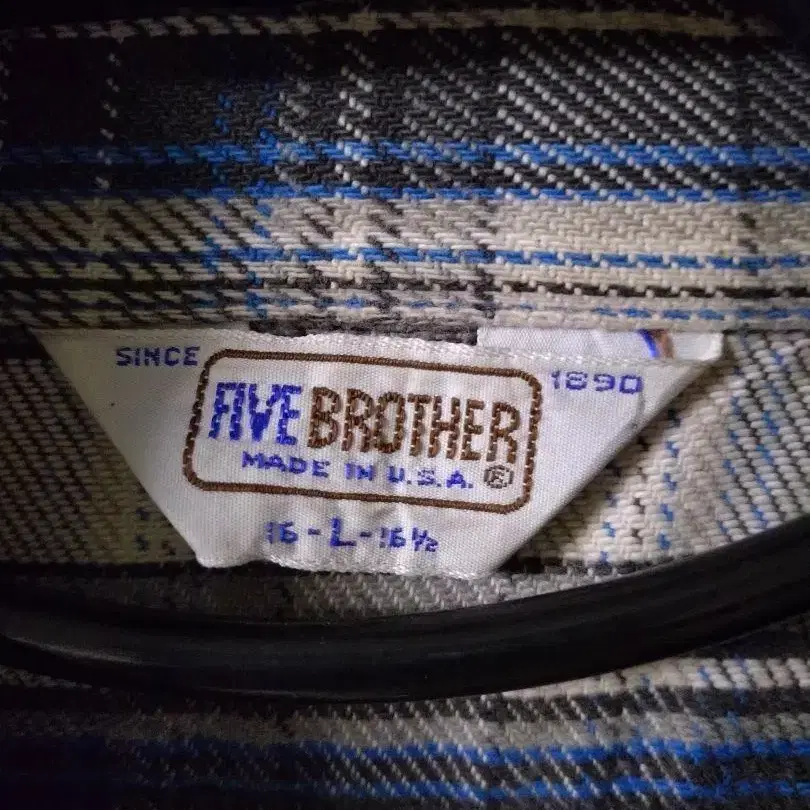 SINCE 1890
FIVE BROTHER
MADE IN U.S.A. ®
16-L-16½